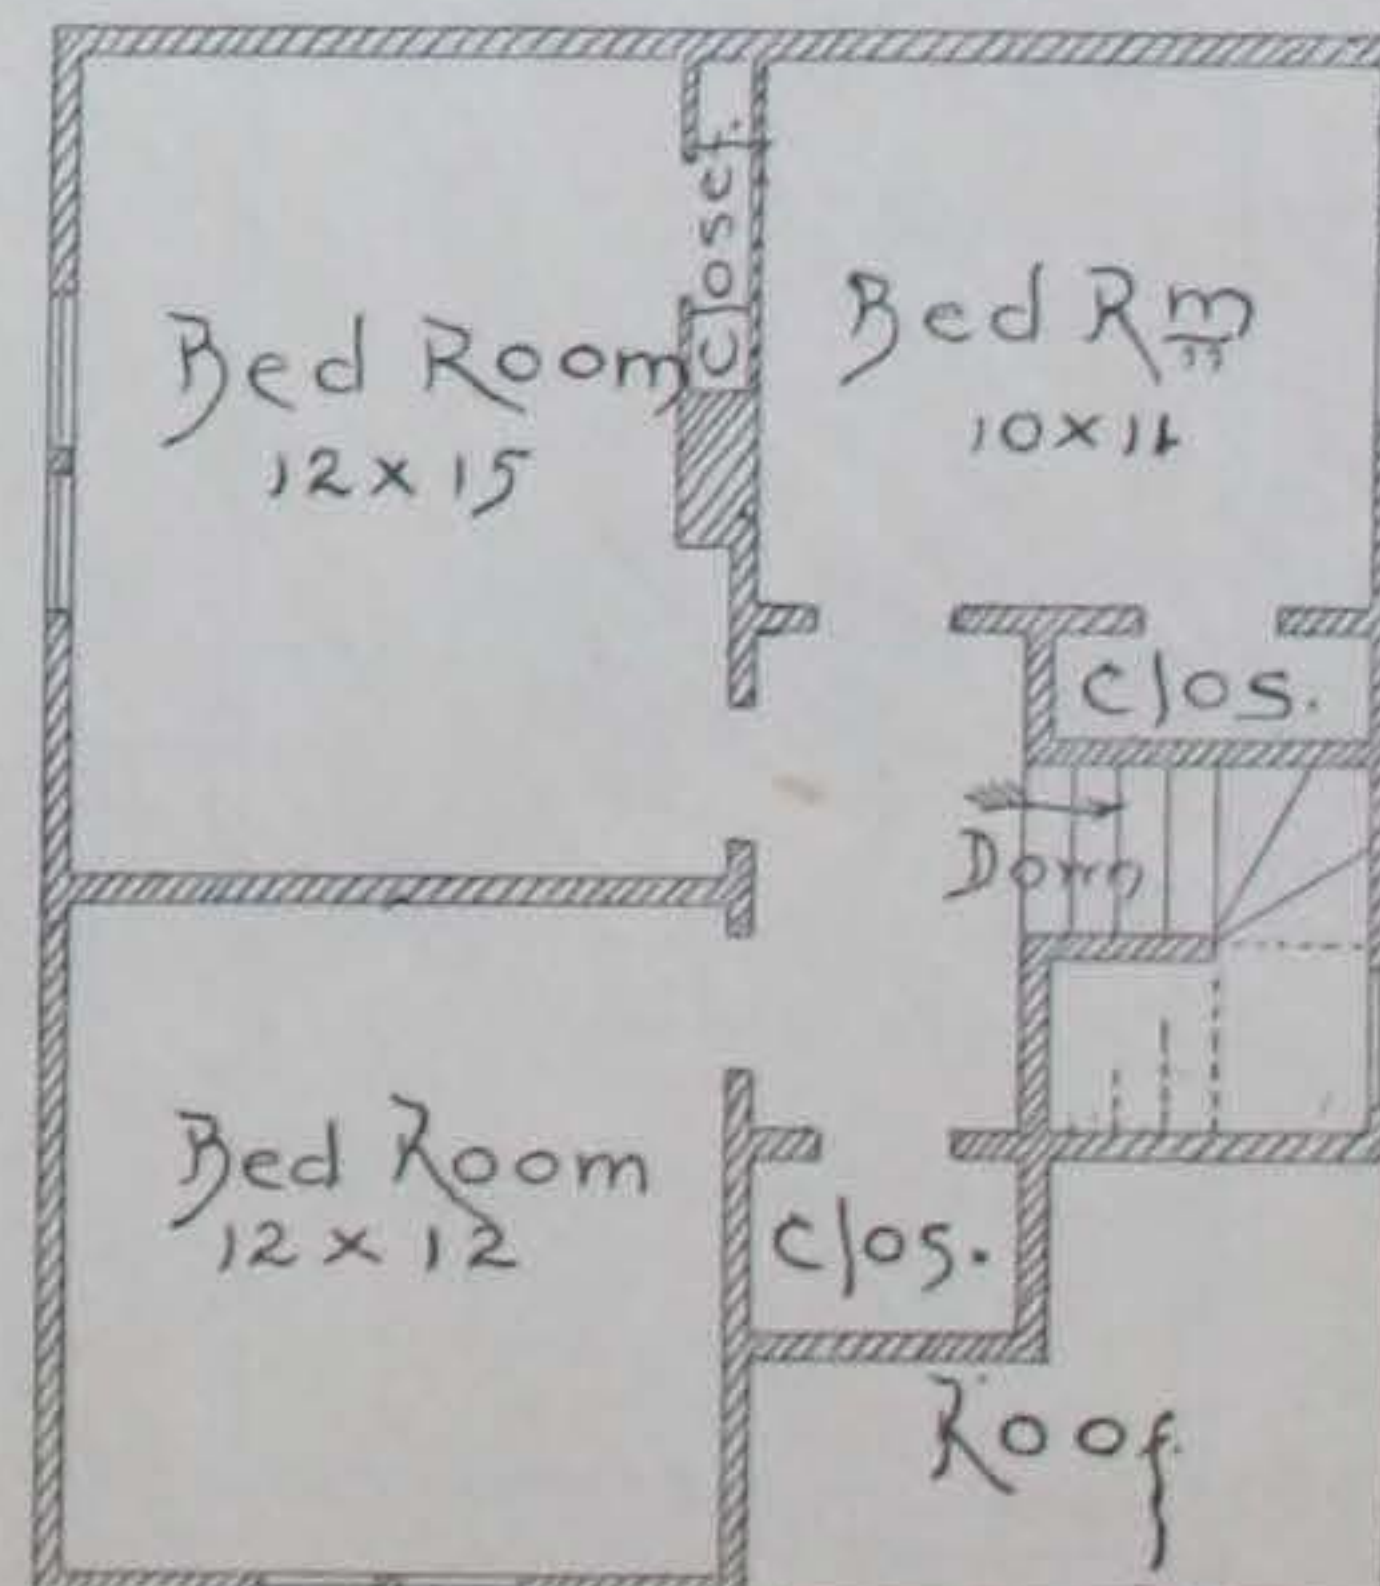 Closet.
Bed Room
12 x 15
Bed Rm
10 x 11
Clos.
Down
Bed Room
12 x 12
Clos.
Roof.